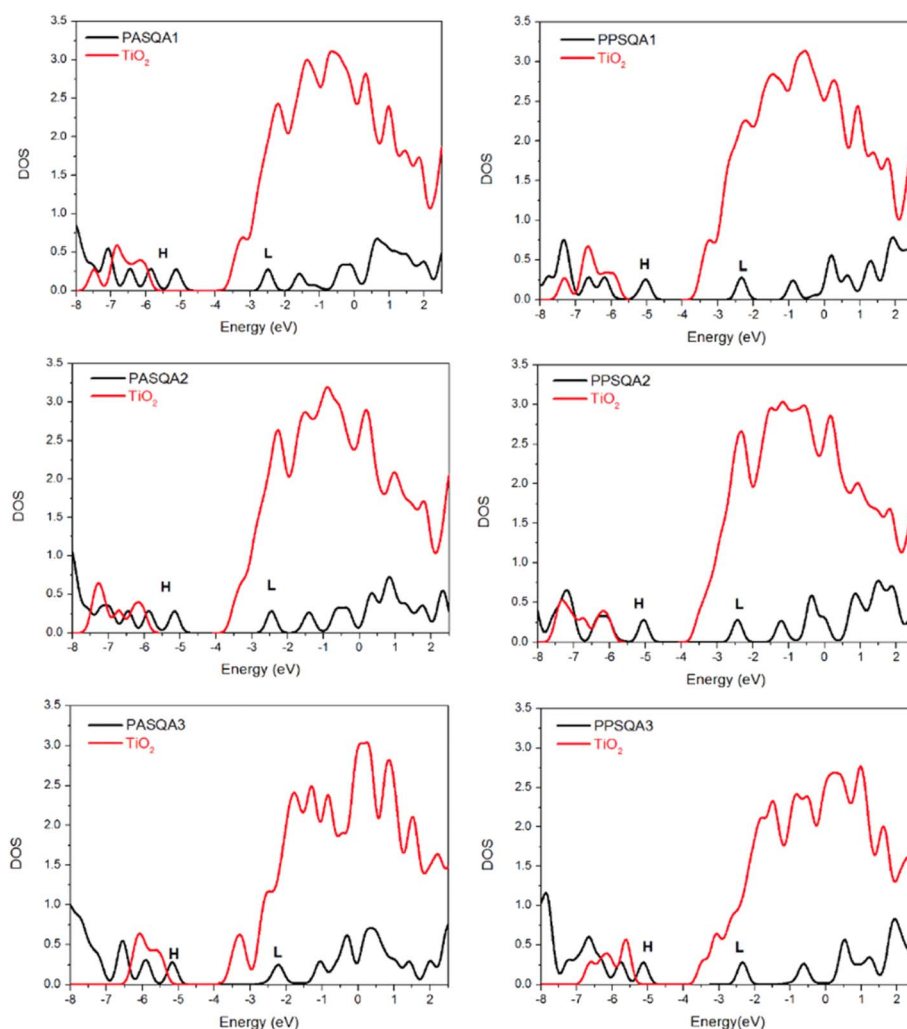 3.5
3.0
2.5
2.0
1.5
1.0
0.5
0.0
DOS
PASQA1
TiO2
H
L
-8 -7 -6 -5 -4 -3 -2 -1 0 1 2
Energy (eV)
3.5
3.0
2.5
2.0
1.5
1.0
0.5
0.0
DOS
PPSQA1
TiO2
H
L
-8 -7 -6 -5 -4 -3 -2 -1 0 1 2
Energy (eV)
3.5
3.0
2.5
2.0
1.5
1.0
0.5
0.0
DOS
PASQA2
TiO2
H
L
-8 -7 -6 -5 -4 -3 -2 -1 0 1 2
Energy (eV)
3.5
3.0
2.5
2.0
1.5
1.0
0.5
0.0
DOS
PPSQA2
TiO2
H
L
-8 -7 -6 -5 -4 -3 -2 -1 0 1 2
Energy (eV)
3.5
3.0
2.5
2.0
1.5
1.0
0.5
0.0
DOS
PASQA3
TiO2
H
L
-8 -7 -6 -5 -4 -3 -2 -1 0 1 2
Energy (eV)
3.5
3.0
2.5
2.0
1.5
1.0
0.5
0.0
DOS
PPSQA3
TiO2
H
L
-8 -7 -6 -5 -4 -3 -2 -1 0 1 2
Energy(eV)